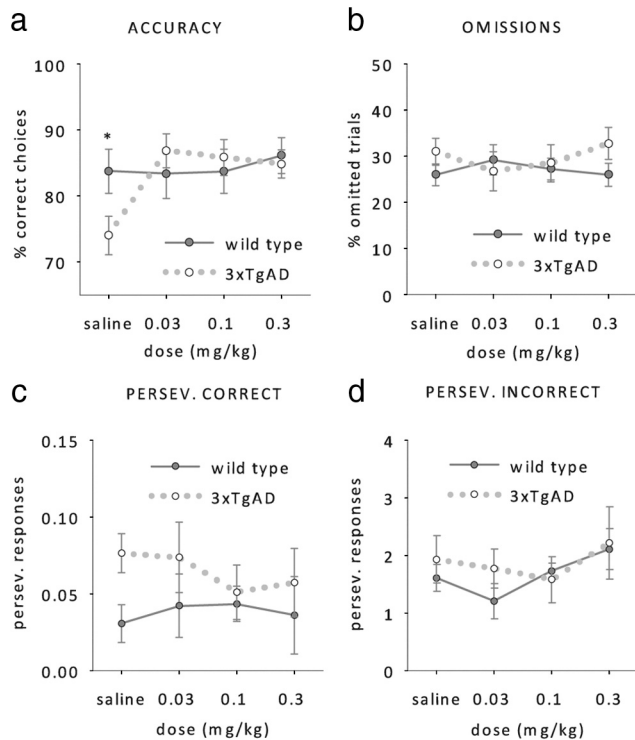 a
ACCURACY
100
90
80
70
% correct choices
*
wild type
3xTgAD
saline 0.03 0.1 0.3
dose (mg/kg)
b
OMISSIONS
50
40
30
20
10
0
% omitted trials
wild type
3xTgAD
saline 0.03 0.1 0.3
dose (mg/kg)
c
PERSEV. CORRECT
0.15
0.10
0.05
0.00
persev. responses
wild type
3xTgAD
saline 0.03 0.1 0.3
dose (mg/kg)
d
PERSEV. INCORRECT
4
3
2
1
0
persev. responses
wild type
3xTgAD
saline 0.03 0.1 0.3
dose (mg/kg)